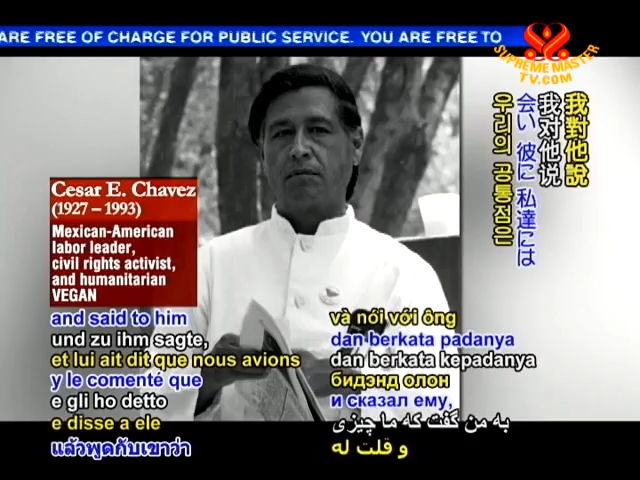 ARE FREE OF CHARGE FOR PUBLIC SERVICE. YOU ARE FREE TO
SUPREME MASTER
TV.COM
我對他說
我对他说
会い 彼に 私達には
우리의 공통점은
Cesar E. Chavez
(1927 – 1993)
Mexican-American
labor leader,
civil rights activist,
and humanitarian
VEGAN
and said to him
und zu ihm sagte,
et lui ait dit que nous avions
y le comenté que
e gli ho detto
e disse a ele
แล้วพูดกับเขาว่า
và nói với ông
dan berkata padanya
dan berkata kepadanya
бидэнд олон
и сказал ему,
به من گفت که ما چیزی
و قلت له